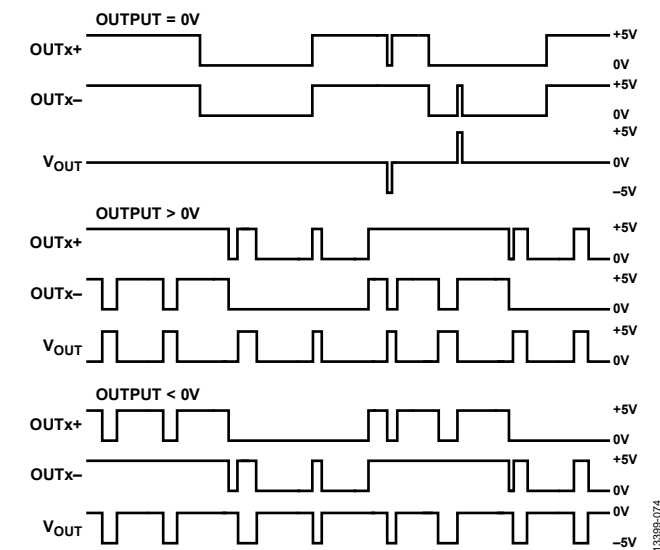 OUTPUT = 0V
OUTx+
+5V
0V
OUTx–
+5V
0V
VOUT
+5V
0V
–5V
OUTPUT > 0V
OUTx+
+5V
0V
OUTx–
+5V
0V
VOUT
+5V
0V
OUTPUT < 0V
OUTx+
+5V
0V
OUTx–
+5V
0V
VOUT
0V
–5V
13399-074